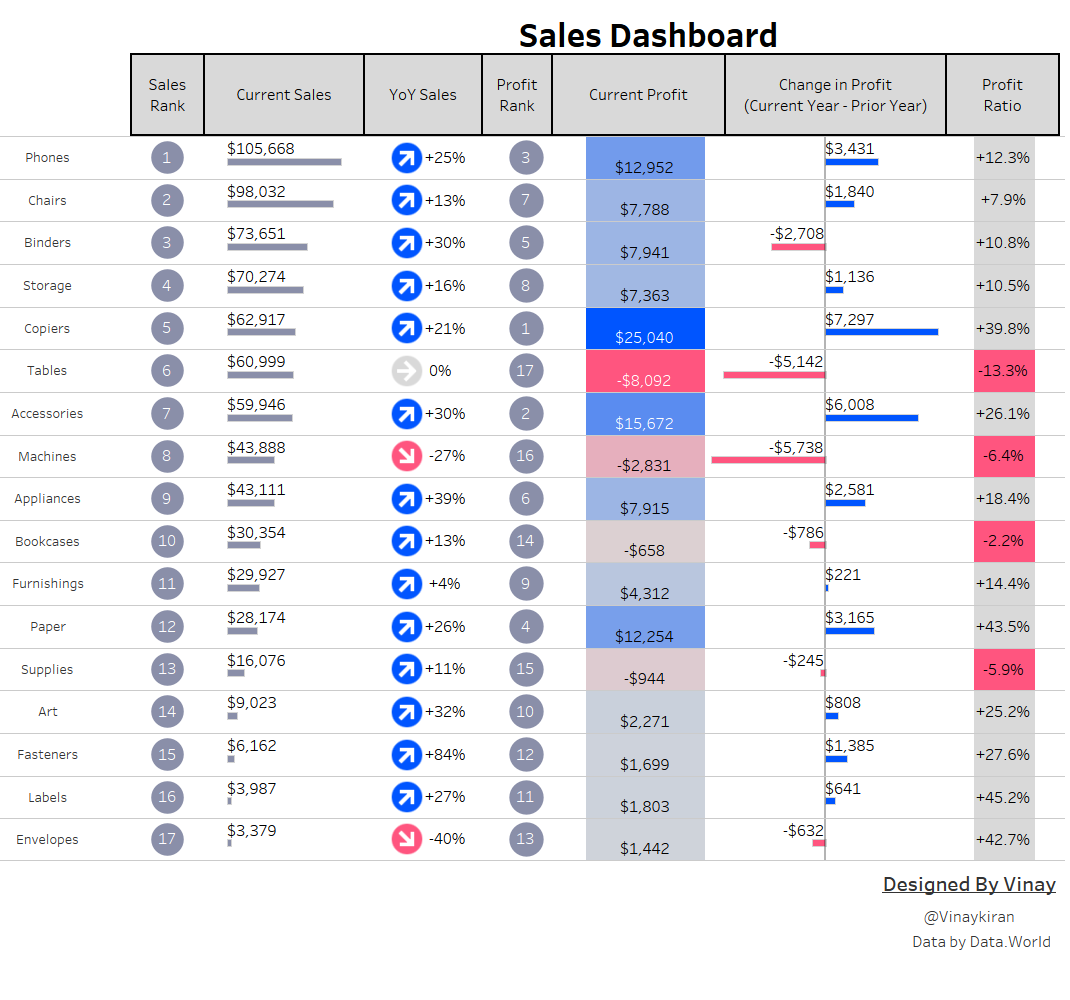 Sales Dashboard
Sales Rank Current Sales YoY Sales Profit Rank Current Profit Change in Profit (Current Year - Prior Year) Profit Ratio
Phones 1 $105,668 +25% 3 $12,952 $3,431 +12.3%
Chairs 2 $98,032 +13% 7 $7,788 $1,840 +7.9%
Binders 3 $73,651 +30% 5 $7,941 -$2,708 +10.8%
Storage 4 $70,274 +16% 8 $7,363 $1,136 +10.5%
Copiers 5 $62,917 +21% 1 $25,040 $7,297 +39.8%
Tables 6 $60,999 0% 17 -$8,092 -$5,142 -13.3%
Accessories 7 $59,946 +30% 2 $15,672 $6,008 +26.1%
Machines 8 $43,888 -27% 16 -$2,831 -$5,738 -6.4%
Appliances 9 $43,111 +39% 6 $7,915 $2,581 +18.4%
Bookcases 10 $30,354 +13% 14 -$658 -$786 -2.2%
Furnishings 11 $29,927 +4% 9 $4,312 $221 +14.4%
Paper 12 $28,174 +26% 4 $12,254 $3,165 +43.5%
Supplies 13 $16,076 +11% 15 -$944 -$245 -5.9%
Art 14 $9,023 +32% 10 $2,271 $808 +25.2%
Fasteners 15 $6,162 +84% 12 $1,699 $1,385 +27.6%
Labels 16 $3,987 +27% 11 $1,803 $641 +45.2%
Envelopes 17 $3,379 -40% 13 $1,442 -$632 +42.7%
Designed By Vinay
@Vinaykiran
Data by Data.World